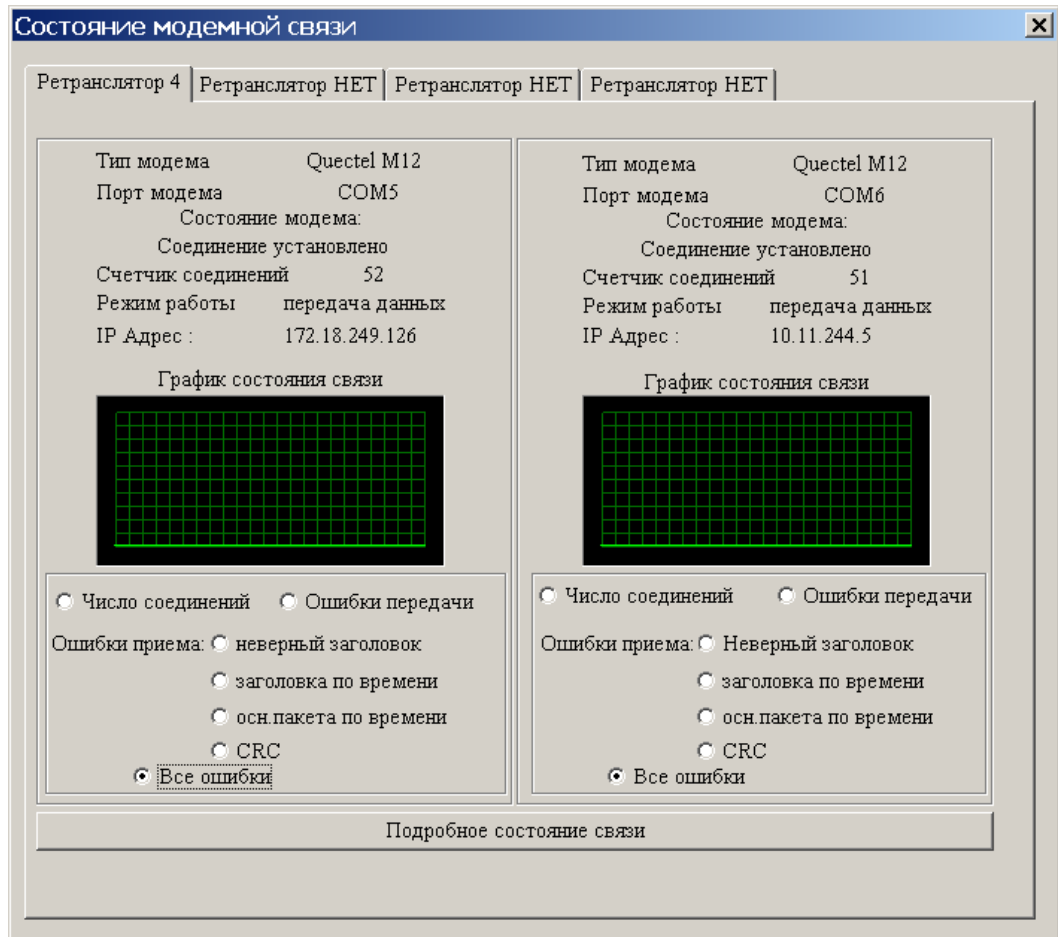 Состояние модемной связи
Ретранслятор 4 Ретранслятор НЕТ Ретранслятор НЕТ Ретранслятор НЕТ
Тип модема Quectel M12
Порт модема COM5
Состояние модема:
Соединение установлено
Счетчик соединений 52
Режим работы передача данных
IP Адрес : 172.18.249.126
График состояния связи
Число соединений Ошибки передачи
Ошибки приема: неверный заголовок
заголовка по времени
осн.пакета по времени
CRC
Все ошибки
Тип модема Quectel M12
Порт модема COM6
Состояние модема:
Соединение установлено
Счетчик соединений 51
Режим работы передача данных
IP Адрес : 10.11.244.5
График состояния связи
Число соединений Ошибки передачи
Ошибки приема: Неверный заголовок
заголовка по времени
осн.пакета по времени
CRC
Все ошибки
Подробное состояние связи